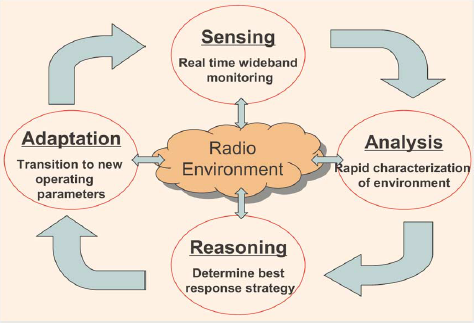 Sensing
Real time wideband
monitoring
Adaptation
Transition to new
operating
parameters
Radio
Environment
Analysis
Rapid characterization
of environment
Reasoning
Determine best
response strategy